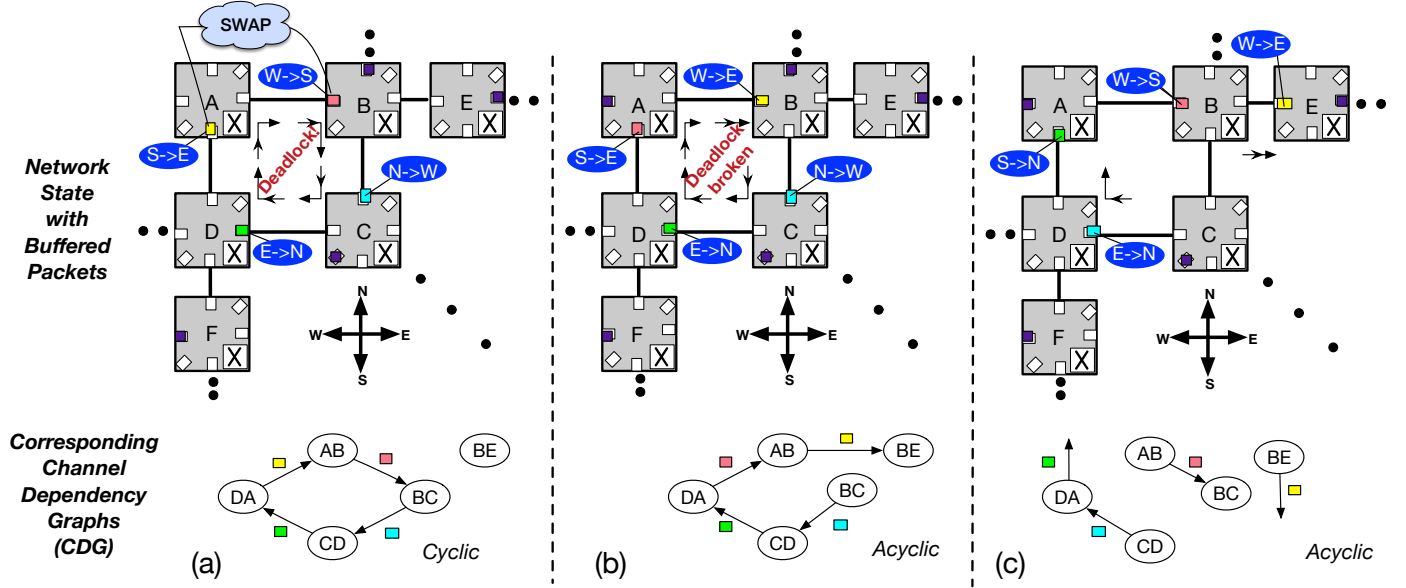 SWAP
W->S
A
X
B
X
E
X
S->E
Deadlock!
N->W
D
X
E->N
C
X
F
X
N
W
E
S
W->E
A
X
B
X
E
X
S->E
Deadlock
broken
N->W
D
X
E->N
C
X
F
X
N
W
E
S
W->E
W->S
A
X
B
X
E
X
S->N
D
X
E->N
C
X
F
X
N
W
E
S
Network
State
with
Buffered
Packets
Corresponding
Channel
Dependency
Graphs
(CDG)
AB
BE
DA
BC
CD
(a)
Cyclic
AB
BE
DA
BC
CD
(b)
Acyclic
AB
BE
DA
BC
CD
(c)
Acyclic